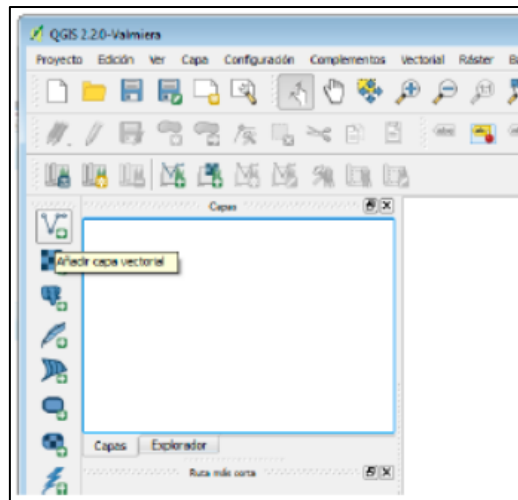 QGIS 2.2.0-Valmiera
Proyecto Edición Ver Capa Configuración Complementos Vectorial Ráster
Capas
Añadir capa vectorial
Capas Explorador
Ruta más corta